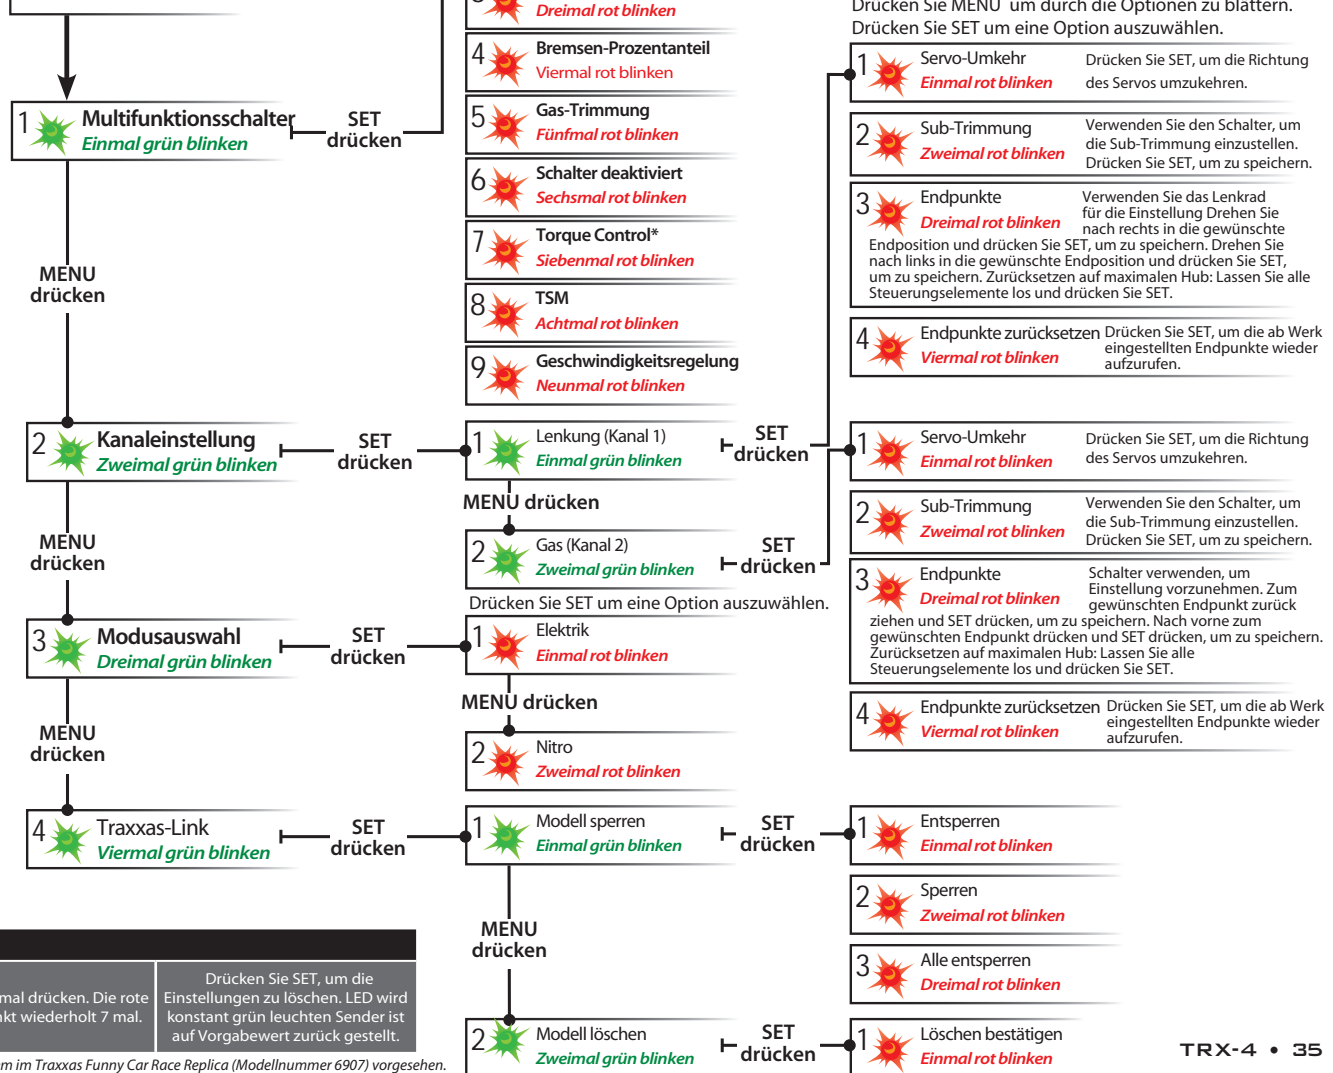 1 Multifunktionsschalter
Einmal grün blinken
SET
drücken
Dreimal rot blinken
4 Bremsen-Prozentanteil
Viermal rot blinken
5 Gas-Trimmung
Fünfmal rot blinken
6 Schalter deaktiviert
Sechsmal rot blinken
7 Torque Control*
Siebenmal rot blinken
8 TSM
Achtmal rot blinken
9 Geschwindigkeitsregelung
Neunmal rot blinken
MENU
drücken
2 Kanaleinstellung
Zweimal grün blinken
SET
drücken
1 Lenkung (Kanal 1)
Einmal grün blinken
SET
drücken
MENU drücken
2 Gas (Kanal 2)
Zweimal grün blinken
SET
drücken
Drücken Sie MENU um durch die Optionen zu blättern.
Drücken Sie SET um eine Option auszuwählen.
1 Servo-Umkehr
Einmal rot blinken
Drücken Sie SET, um die Richtung
des Servos umzukehren.
2 Sub-Trimmung
Zweimal rot blinken
Verwenden Sie den Schalter, um
die Sub-Trimmung einzustellen.
Drücken Sie SET, um zu speichern.
3 Endpunkte
Dreimal rot blinken
Verwenden Sie das Lenkrad
für die Einstellung Drehen Sie
nach rechts in die gewünschte
Endposition und drücken Sie SET, um zu speichern. Drehen Sie
nach links in die gewünschte Endposition und drücken Sie SET,
um zu speichern. Zurücksetzen auf maximalen Hub: Lassen Sie alle
Steuerungselemente los und drücken Sie SET.
4 Endpunkte zurücksetzen
Viermal rot blinken
Drücken Sie SET, um die ab Werk
eingestellten Endpunkte wieder
aufzurufen.
1 Servo-Umkehr
Einmal rot blinken
Drücken Sie SET, um die Richtung
des Servos umzukehren.
2 Sub-Trimmung
Zweimal rot blinken
Verwenden Sie den Schalter, um
die Sub-Trimmung einzustellen.
Drücken Sie SET, um zu speichern.
3 Endpunkte
Dreimal rot blinken
Schalter verwenden, um
Einstellung vorzunehmen. Zum
gewünschten Endpunkt zurück
ziehen und SET drücken, um zu speichern. Nach vorne zum
gewünschten Endpunkt drücken und SET drücken, um zu speichern.
Zurücksetzen auf maximalen Hub: Lassen Sie alle
Steuerungselemente los und drücken Sie SET.
4 Endpunkte zurücksetzen
Viermal rot blinken
Drücken Sie SET, um die ab Werk
eingestellten Endpunkte wieder
aufzurufen.
MENU
drücken
3 Modusauswahl
Dreimal grün blinken
SET
drücken
Drücken Sie SET um eine Option auszuwählen.
1 Elektrik
Einmal rot blinken
MENU drücken
2 Nitro
Zweimal rot blinken
MENU
drücken
4 Traxxas-Link
Viermal grün blinken
SET
drücken
1 Modell sperren
Einmal grün blinken
SET
drücken
1 Entsperren
Einmal rot blinken
2 Sperren
Zweimal rot blinken
3 Alle entsperren
Dreimal rot blinken
MENU
drücken
2 Modell löschen
Zweimal grün blinken
SET
drücken
1 Löschen bestätigen
Einmal rot blinken
mal drücken. Die rote
nkt wiederholt 7 mal.
Drücken Sie SET, um die
Einstellungen zu löschen. LED wird
konstant grün leuchten Sender ist
auf Vorgabewert zurück gestellt.
em im Traxxas Funny Car Race Replica (Modellnummer 6907) vorgesehen.
TRX-4 • 35